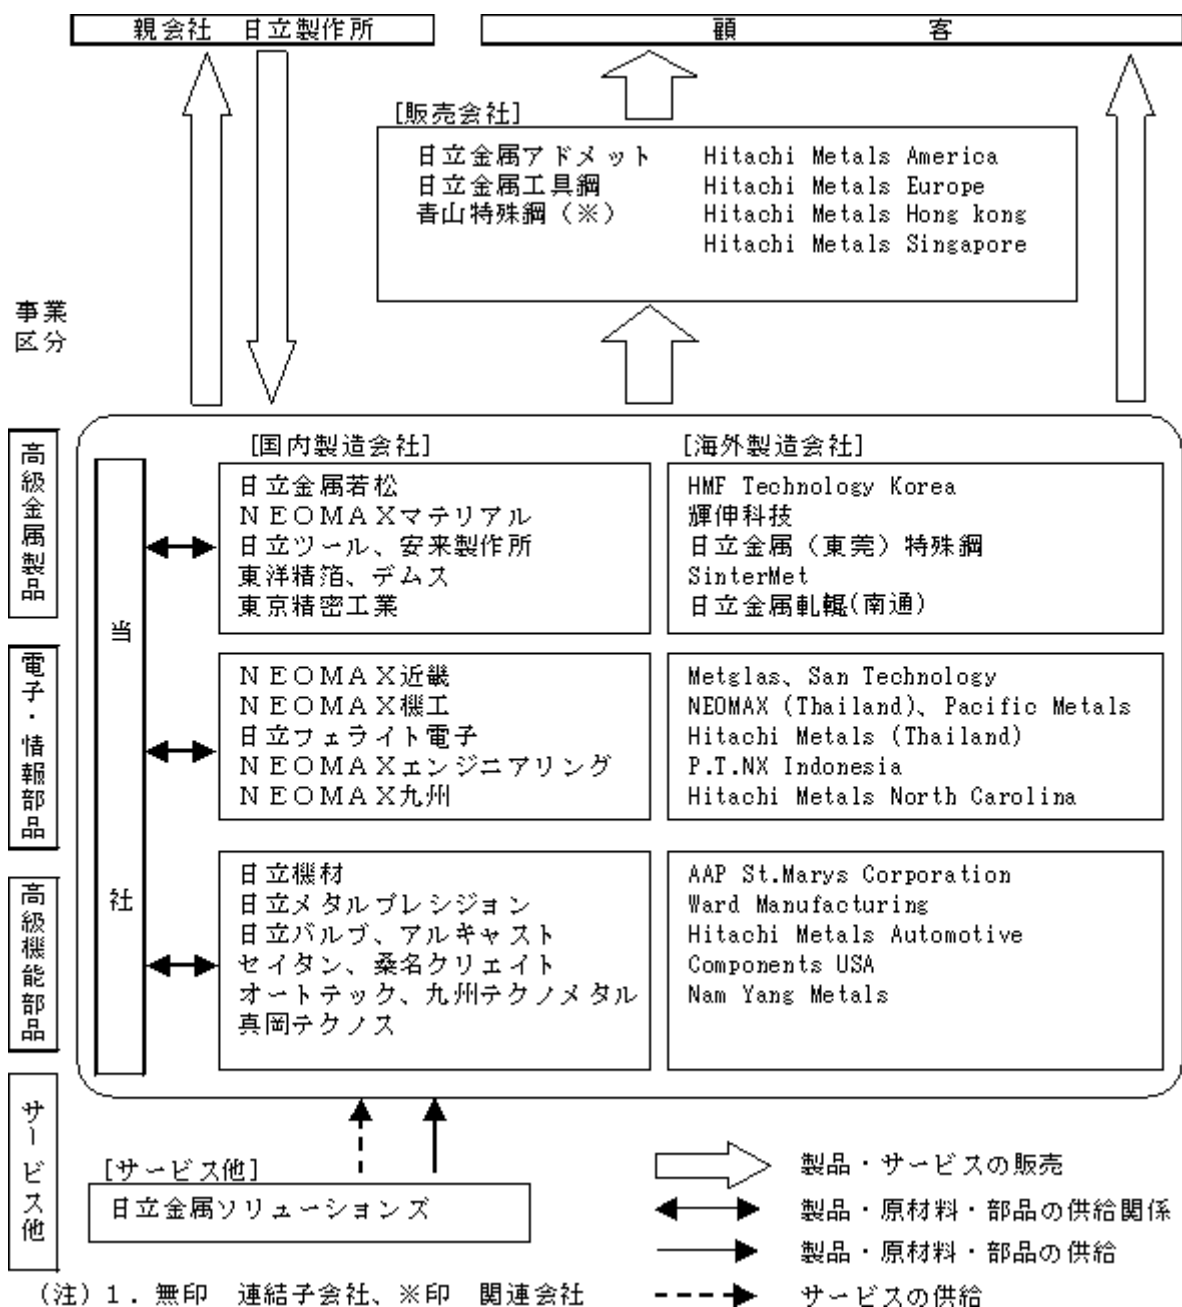 親会社 日立製作所
顧 客
[販売会社]
日立金属アドメット Hitachi Metals America
日立金属工具鋼 Hitachi Metals Europe
青山特殊鋼(※) Hitachi Metals Hong kong
Hitachi Metals Singapore
事業
区分
高級金属製品
当社
[国内製造会社]
日立金属若松
NEOMAXマテリアル
日立ツール、安来製作所
東洋精箔、デムス
東京精密工業
[海外製造会社]
HMF Technology Korea
輝伸科技
日立金属(東莞)特殊鋼
SinterMet
日立金属軋輥(南通)
電子・情報部品
NEOMAX近畿
NEOMAX機工
日立フェライト電子
NEOMAXエンジニアリング
NEOMAX九州
Metglas、San Technology
NEOMAX (Thailand)、Pacific Metals
Hitachi Metals (Thailand)
P.T.NX Indonesia
Hitachi Metals North Carolina
高級機能部品
日立機材
日立メタルプレシジョン
日立バルブ、アルキャスト
セイタン、桑名クリエイト
オートテック、九州テクノメタル
真岡テクノス
AAP St.Marys Corporation
Ward Manufacturing
Hitachi Metals Automotive
Components USA
Nam Yang Metals
サービス他
[サービス他]
日立金属ソリューションズ
製品・サービスの販売
製品・原材料・部品の供給関係
製品・原材料・部品の供給
サービスの供給
(注)1.無印 連結子会社、※印 関連会社